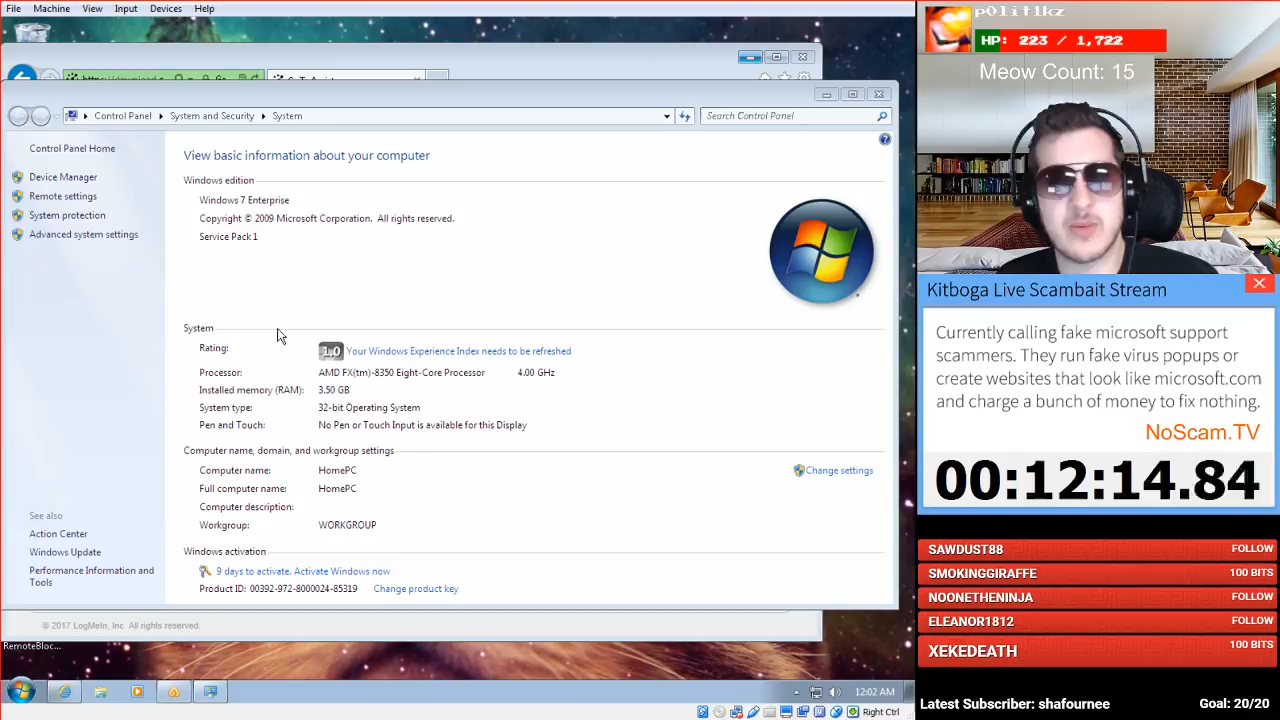 File Machine View Input Devices Help
Control Panel System and Security System
Search Control Panel
Control Panel Home
Device Manager
Remote settings
System protection
Advanced system settings
See also
Action Center
Windows Update
Performance Information and
Tools
View basic information about your computer
Windows edition
Windows 7 Enterprise
Copyright © 2009 Microsoft Corporation. All rights reserved.
Service Pack 1
System
Rating: 1.0 Your Windows Experience Index needs to be refreshed
Processor: AMD FX(tm)-8350 Eight-Core Processor 4.00 GHz
Installed memory (RAM): 3.50 GB
System type: 32-bit Operating System
Pen and Touch: No Pen or Touch Input is available for this Display
Computer name, domain, and workgroup settings
Computer name: HomePC
Change settings
Full computer name: HomePC
Computer description:
Workgroup: WORKGROUP
Windows activation
9 days to activate. Activate Windows now
Product ID: 00392-972-8000024-85319 Change product key
© 2017 LogMeIn, Inc All rights reserved.
RemoteBloc...
12:02 AM
Right Ctrl
p0lit1kz
HP: 223 / 1,722
Meow Count: 15
Kitboga Live Scambait Stream
Currently calling fake microsoft support
scammers. They run fake virus popups or
create websites that look like microsoft.com
and charge a bunch of money to fix nothing.
NoScam.TV
00:12:14.84
SAWDUST88 FOLLOW
SMOKINGGIRAFFE 100 BITS
NOONETHENINJA FOLLOW
ELEANOR1812 FOLLOW
XEKEDEATH 100 BITS
Latest Subscriber: shafournee Goal: 20/20